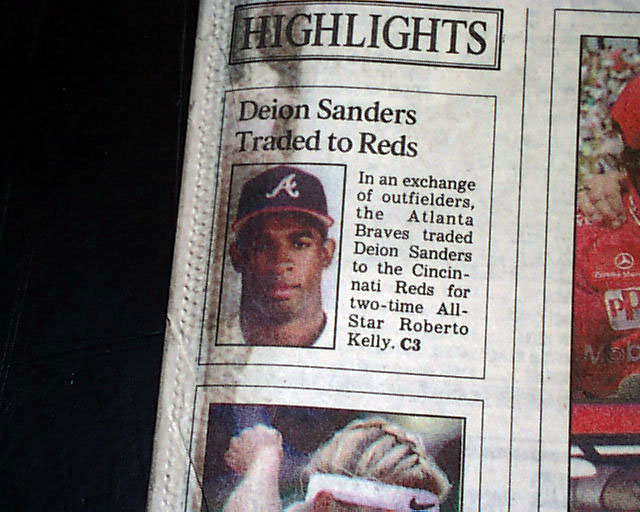 HIGHLIGHTS
Deion Sanders
Traded to Reds
A
In an exchange
of outfielders,
the Atlanta
Braves traded
Deion Sanders
to the Cincin-
nati Reds for
two-time All-
Star Roberto
Kelly. C3